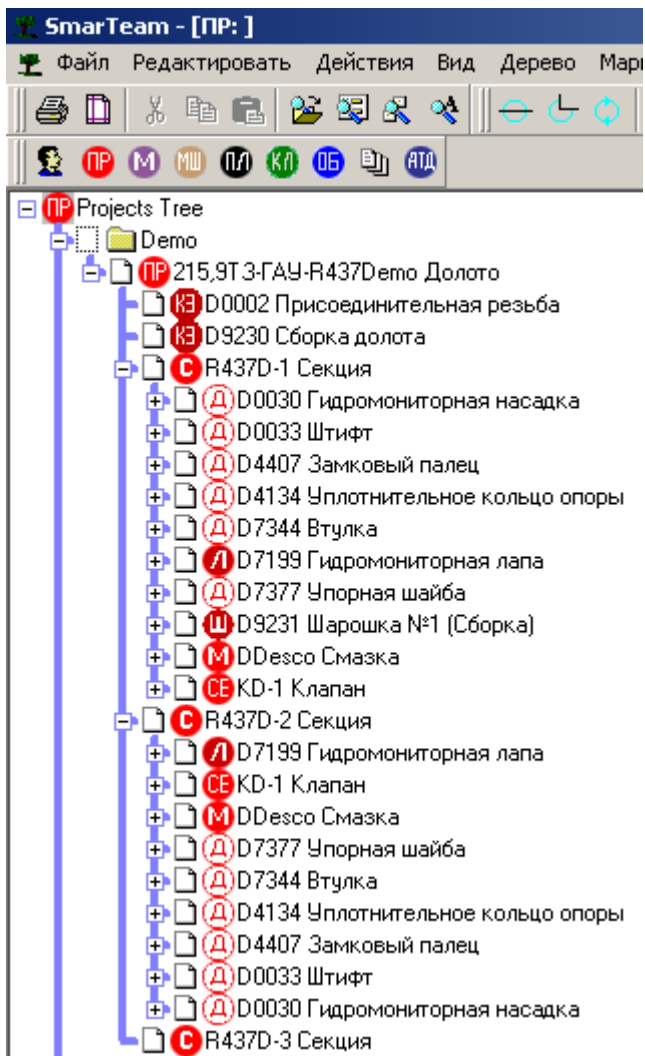 SmarTeam - [ПР: ]
Файл Редактировать Действия Вид Дерево
ПР М МШ ПЛ КЛ ОБ АТД
ПР Projects Tree
Demo
ПР 215,9ТЗ-ГАУ-R437Demo Долото
КЭ D0002 Присоединительная резьба
КЭ D9230 Сборка долота
С R437D-1 Секция
Д D0030 Гидромониторная насадка
Д D0033 Штифт
Д D4407 Замковый палец
Д D4134 Уплотнительное кольцо опоры
Д D7344 Втулка
Л D7199 Гидромониторная лапа
Д D7377 Упорная шайба
Ш D9231 Шарошка №1 (Сборка)
М DDesco Смазка
СЕ KD-1 Клапан
С R437D-2 Секция
Л D7199 Гидромониторная лапа
СЕ KD-1 Клапан
М DDesco Смазка
Д D7377 Упорная шайба
Д D7344 Втулка
Д D4134 Уплотнительное кольцо опоры
Д D4407 Замковый палец
Д D0033 Штифт
Д D0030 Гидромониторная насадка
С R437D-3 Секция